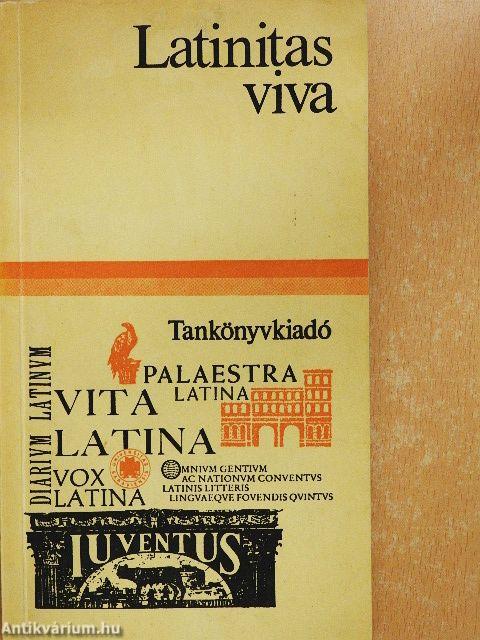 Latinitas
viva
Tankönyvkiadó
DIARIVM LATINVM
PALAESTRA
LATINA
VITA
LATINA
VOX
LATINA
OMNIVM GENTIVM
AC NATIONVM CONVENTVS
LATINIS LITTERIS
LINGVAEQVE FOVENDIS QVINTVS
IUVENTUS
Antikvárium.hu